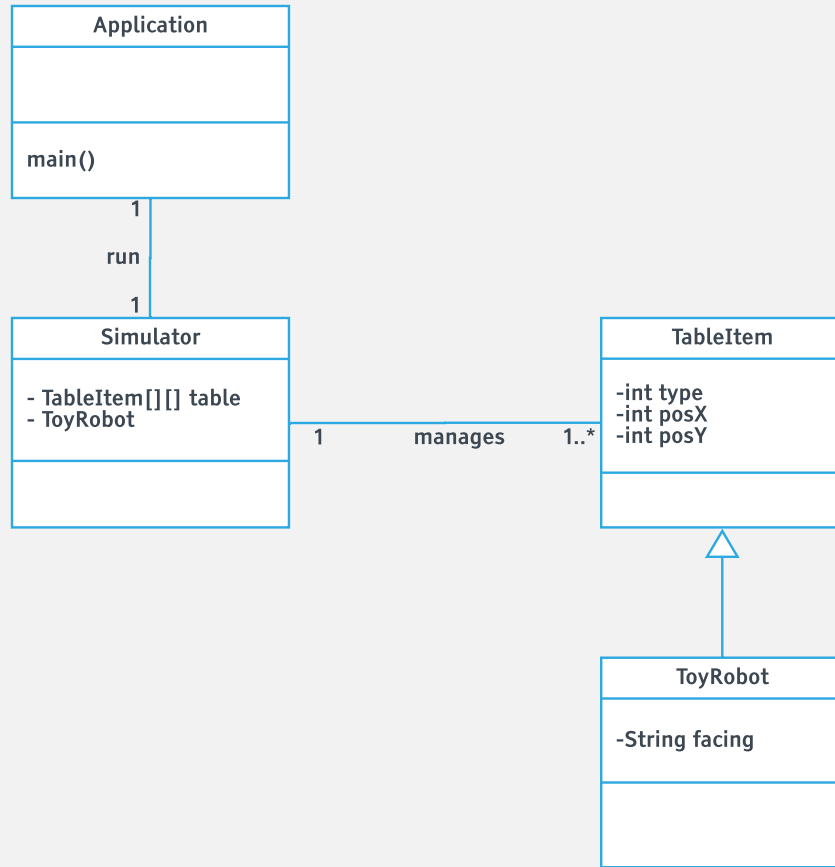 Application
main()
1
run
1
Simulator
- TableItem[][] table
- ToyRobot
1
manages
1..*
TableItem
-int type
-int posX
-int posY
ToyRobot
-String facing